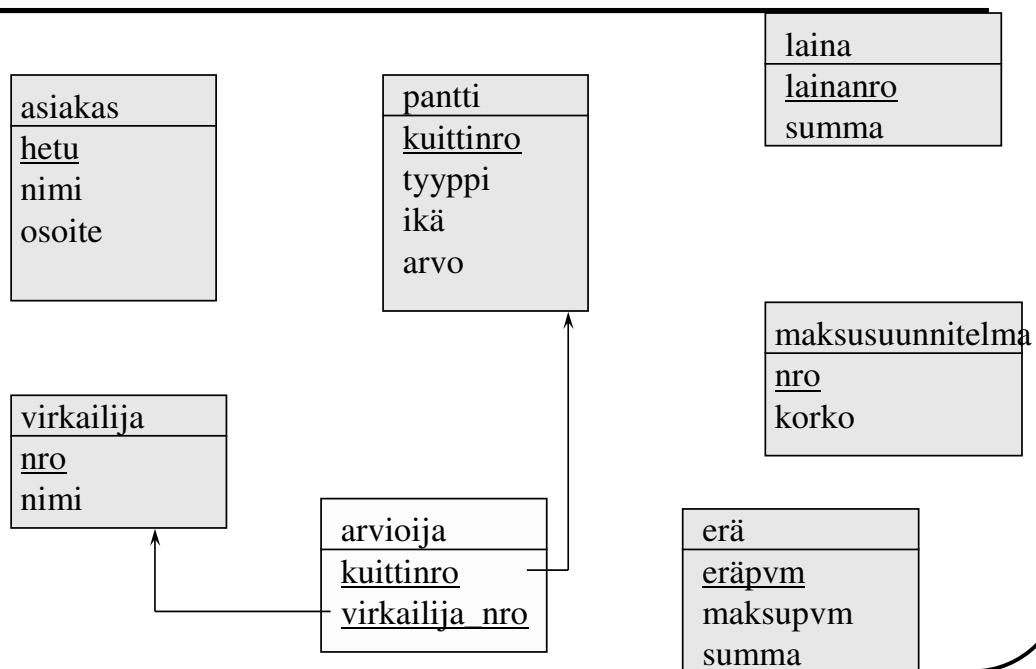 asiakas
hetu
nimi
osoite
pantti
kuittinro
tyyppi
ikä
arvo
laina
lainanro
summa
maksusuunnitelma
nro
korko
virkailija
nro
nimi
arvioija
kuittinro
virkailija_nro
erä
eräpvm
maksupvm
summa